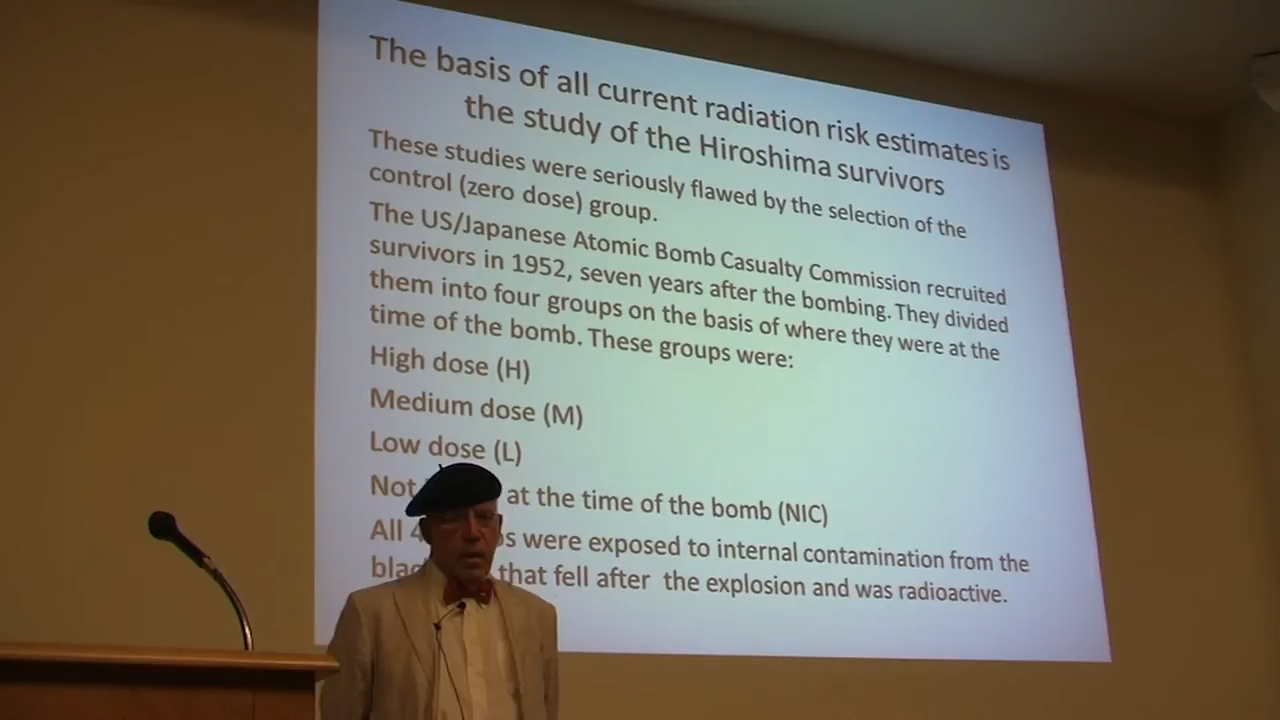 The basis of all current radiation risk estimates is
the study of the Hiroshima survivors
These studies were seriously flawed by the selection of the
control (zero dose) group.
The US/Japanese Atomic Bomb Casualty Commission recruited
survivors in 1952, seven years after the bombing. They divided
them into four groups on the basis of where they were at the
time of the bomb. These groups were:
High dose (H)
Medium dose (M)
Low dose (L)
Not at the time of the bomb (NIC)
All were exposed to internal contamination from the
that fell after the explosion and was radioactive.